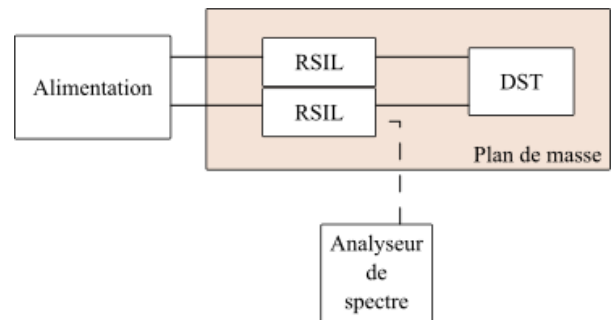 Alimentation
RSIL
RSIL
DST
Plan de masse
Analyseur
de
spectre